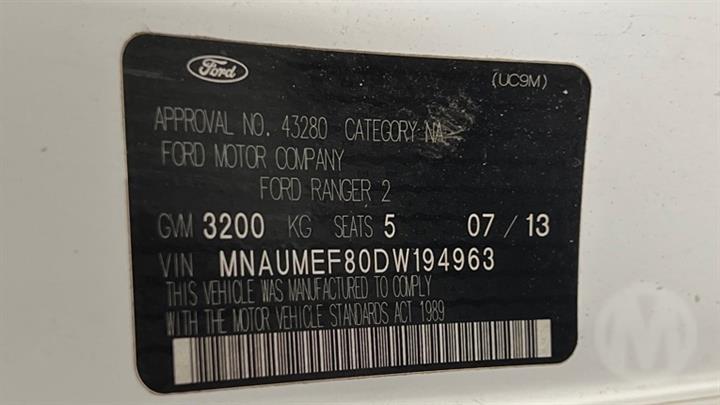 Ford
(UC9M)
APPROVAL NO. 43280 CATEGORY NA
FORD MOTOR COMPANY
FORD RANGER 2
GVM 3200 KG SEATS 5 07 / 13
VIN MNAUMEF80DW194963
THIS VEHICLE WAS MANUFACTURED TO COMPLY
WITH THE MOTOR VEHICLE STANDARDS ACT 1989
M